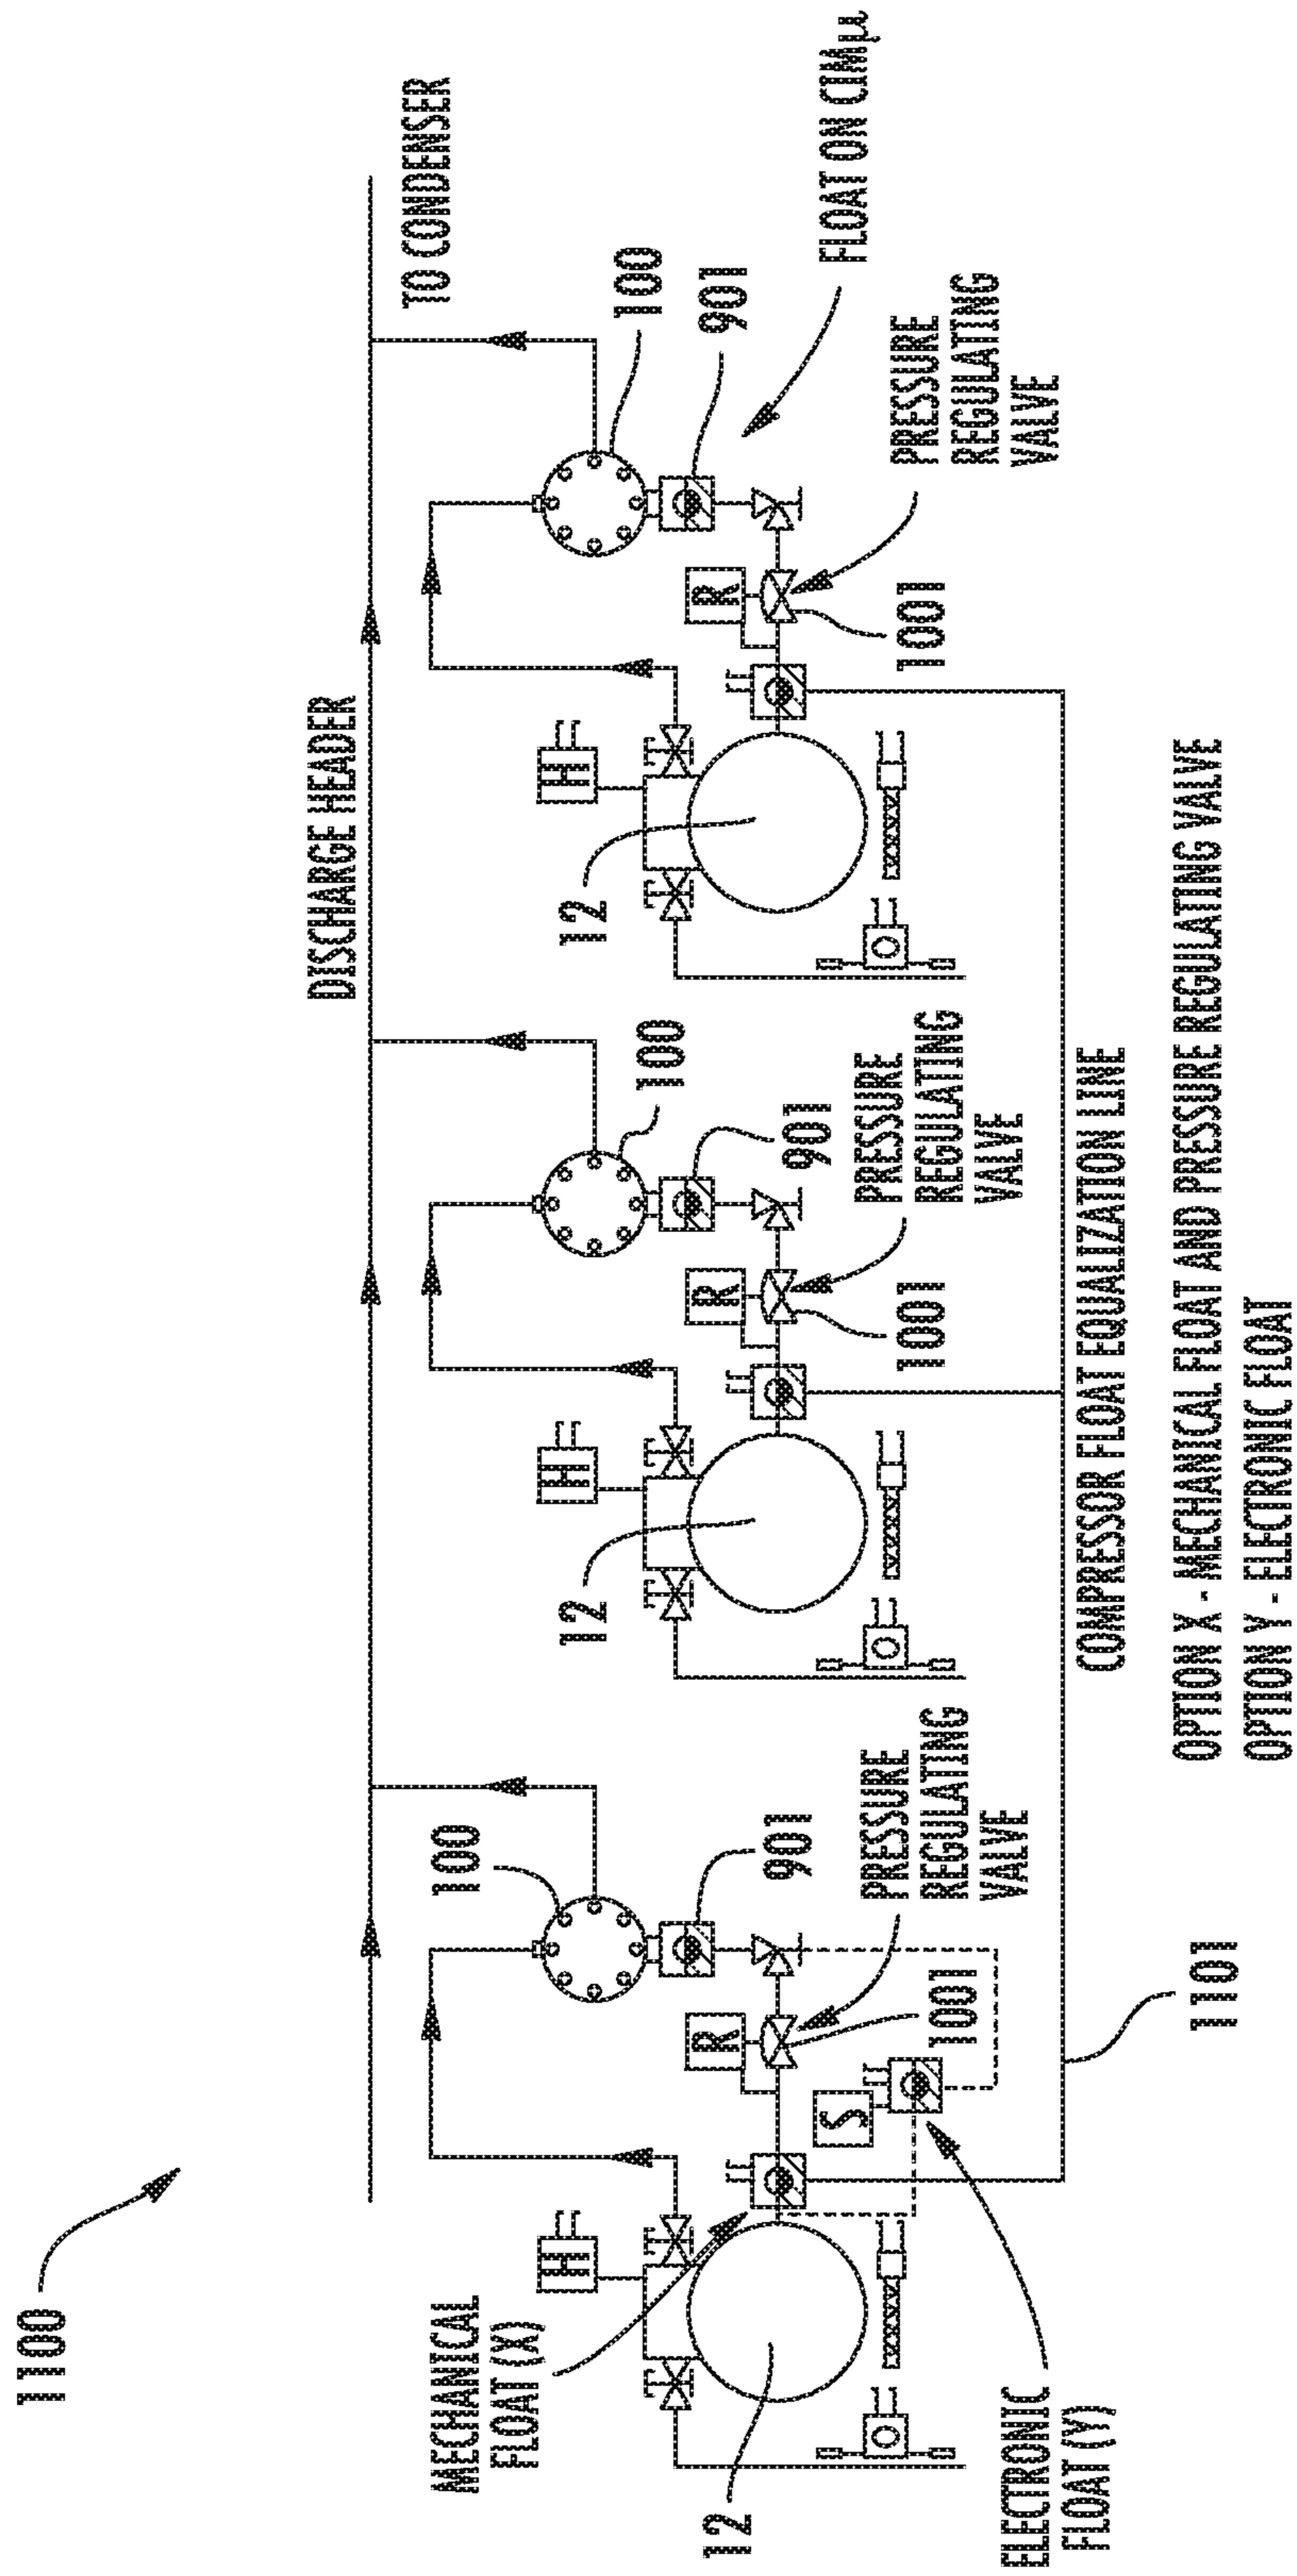 1100
DISCHARGE HEADER
TO CONDENSER
100
100
100
901
FLOAT ON CIMµ
H
H
H
MECHANICAL
FLOAT (X)
12
12
12
R
R
R
901
901
PRESSURE
REGULATING
VALVE
1001
PRESSURE
REGULATING
VALVE
1001
PRESSURE
REGULATING
VALVE
1001
S
O
O
O
ELECTRONIC
FLOAT (Y)
COMPRESSOR FLOAT EQUALIZATION LINE
1101
OPTION X - MECHANICAL FLOAT AND PRESSURE REGULATING VALVE
OPTION Y - ELECTRONIC FLOAT